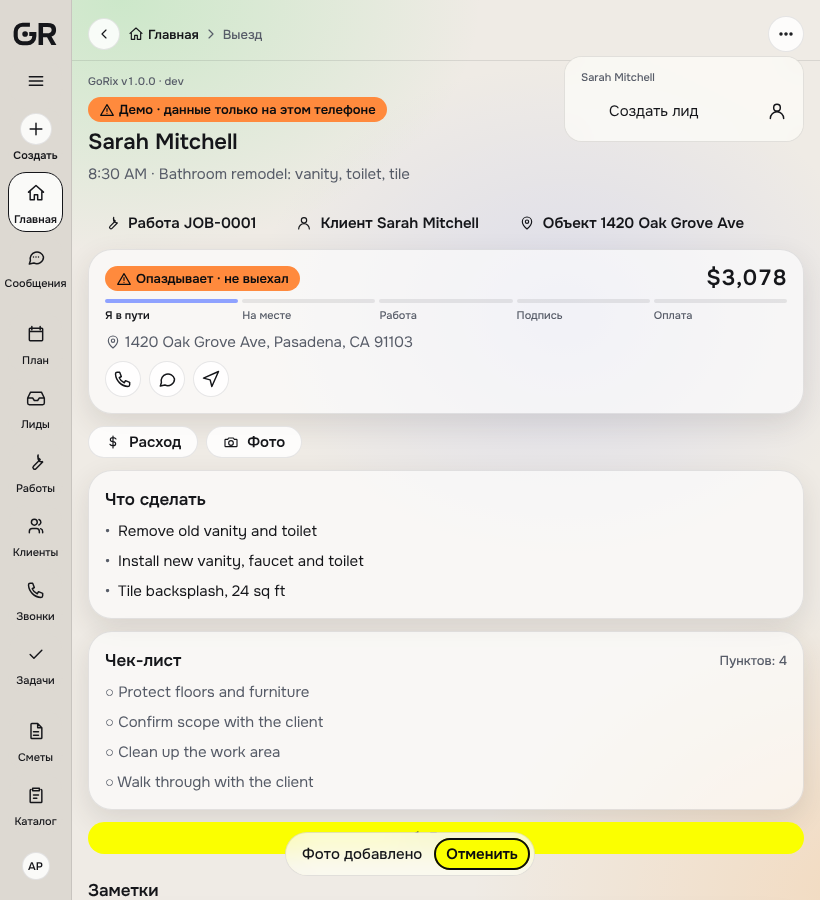 GR
Создать
Главная
Сообщения
План
Лиды
Работы
Клиенты
Звонки
Задачи
Сметы
Каталог
AP
Главная > Выезд
GoRix v1.0.0 · dev
Демо · данные только на этом телефоне
Sarah Mitchell
8:30 AM · Bathroom remodel: vanity, toilet, tile
Sarah Mitchell
Создать лид
Работа JOB-0001 Клиент Sarah Mitchell Объект 1420 Oak Grove Ave
Опаздывает · не выехал $3,078
Я в пути На месте Работа Подпись Оплата
1420 Oak Grove Ave, Pasadena, CA 91103
$ Расход Фото
Что сделать
• Remove old vanity and toilet
• Install new vanity, faucet and toilet
• Tile backsplash, 24 sq ft
Чек-лист Пунктов: 4
○ Protect floors and furniture
○ Confirm scope with the client
○ Clean up the work area
○ Walk through with the client
Фото добавлено Отменить
Заметки